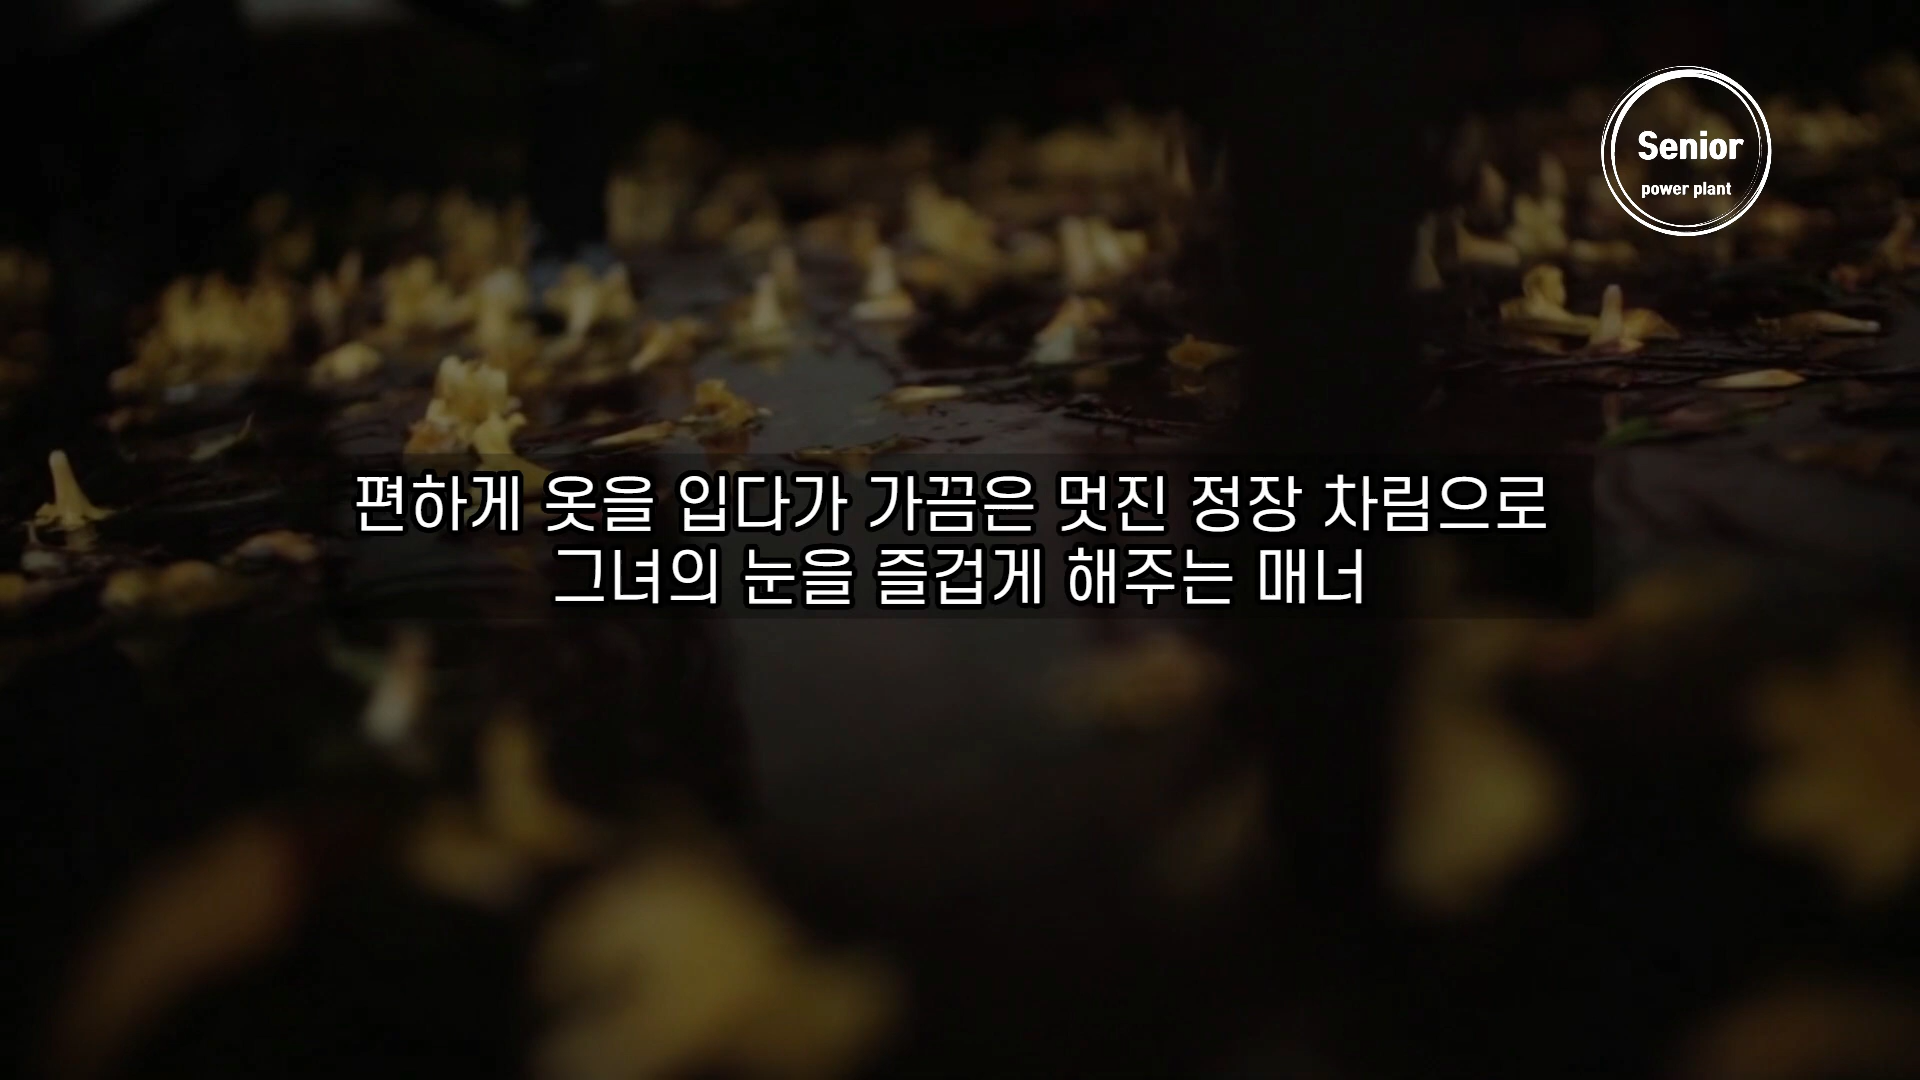 Senior
power plant
편하게 옷을 입다가 가끔은 멋진 정장 차림으로
그녀의 눈을 즐겁게 해주는 매너